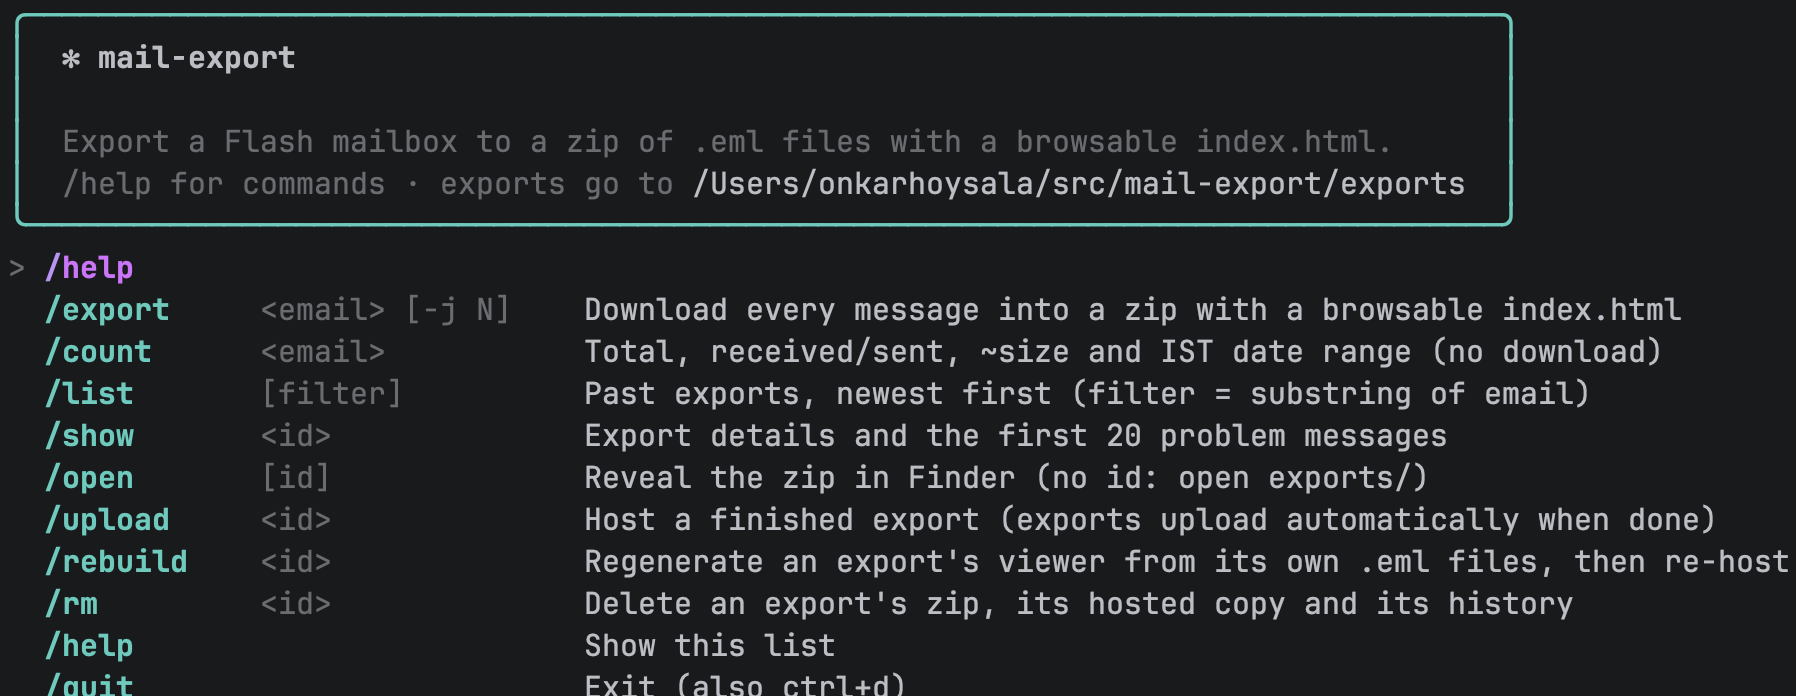 ✻ mail-export
Export a Flash mailbox to a zip of .eml files with a browsable index.html.
/help for commands · exports go to /Users/onkarhoysala/src/mail-export/exports
> /help
/export <email> [-j N] Download every message into a zip with a browsable index.html
/count <email> Total, received/sent, ~size and IST date range (no download)
/list [filter] Past exports, newest first (filter = substring of email)
/show <id> Export details and the first 20 problem messages
/open [id] Reveal the zip in Finder (no id: open exports/)
/upload <id> Host a finished export (exports upload automatically when done)
/rebuild <id> Regenerate an export's viewer from its own .eml files, then re-host
/rm <id> Delete an export's zip, its hosted copy and its history
/help Show this list
/quit Exit (also ctrl+d)